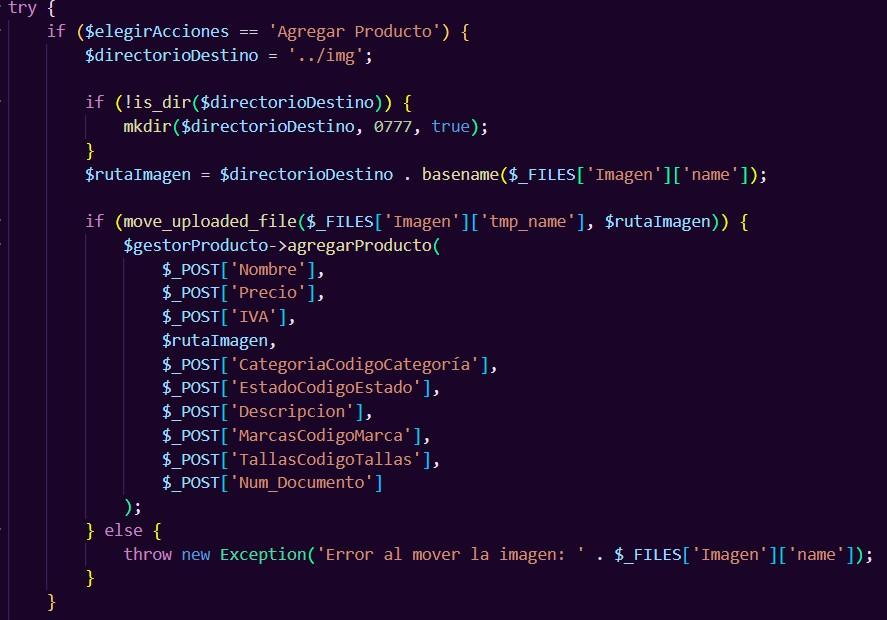 try {
if ($elegirAcciones == 'Agregar Producto') {
$directorioDestino = '../img';
if (!is_dir($directorioDestino)) {
mkdir($directorioDestino, 0777, true);
}
$rutaImagen = $directorioDestino . basename($_FILES['Imagen']['name']);
if (move_uploaded_file($_FILES['Imagen']['tmp_name'], $rutaImagen)) {
$gestorProducto->agregarProducto(
$_POST['Nombre'],
$_POST['Precio'],
$_POST['IVA'],
$rutaImagen,
$_POST['CategoriaCodigoCategoría'],
$_POST['EstadoCodigoEstado'],
$_POST['Descripcion'],
$_POST['MarcasCodigoMarca'],
$_POST['TallasCodigoTallas'],
$_POST['Num_Documento']
);
} else {
throw new Exception('Error al mover la imagen: ' . $_FILES['Imagen']['name']);
}
}